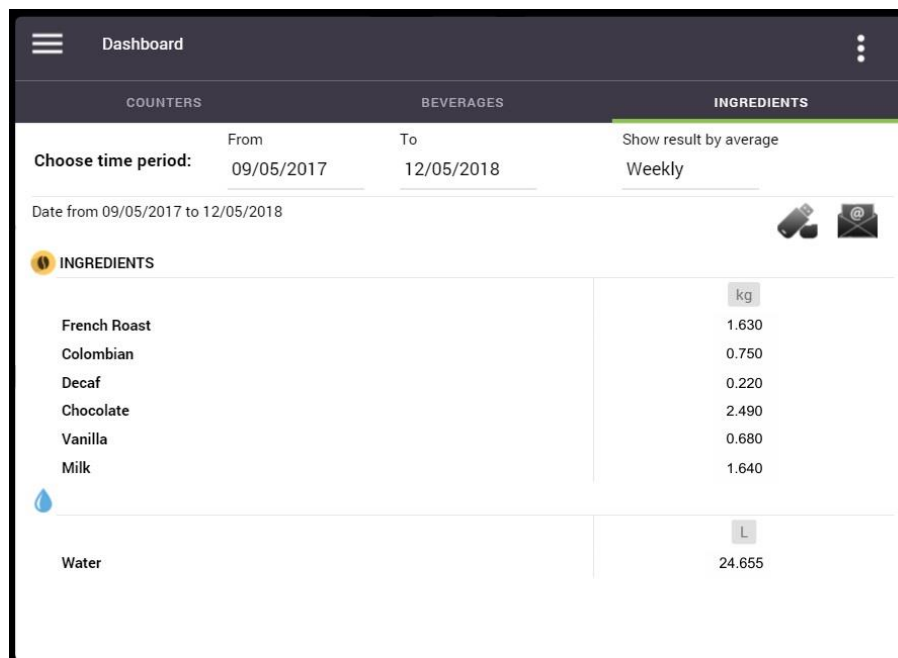 Dashboard
COUNTERS BEVERAGES INGREDIENTS
From To Show result by average
Choose time period: 09/05/2017 12/05/2018 Weekly
Date from 09/05/2017 to 12/05/2018
@
INGREDIENTS
kg
French Roast 1.630
Colombian 0.750
Decaf 0.220
Chocolate 2.490
Vanilla 0.680
Milk 1.640
L
Water 24.655